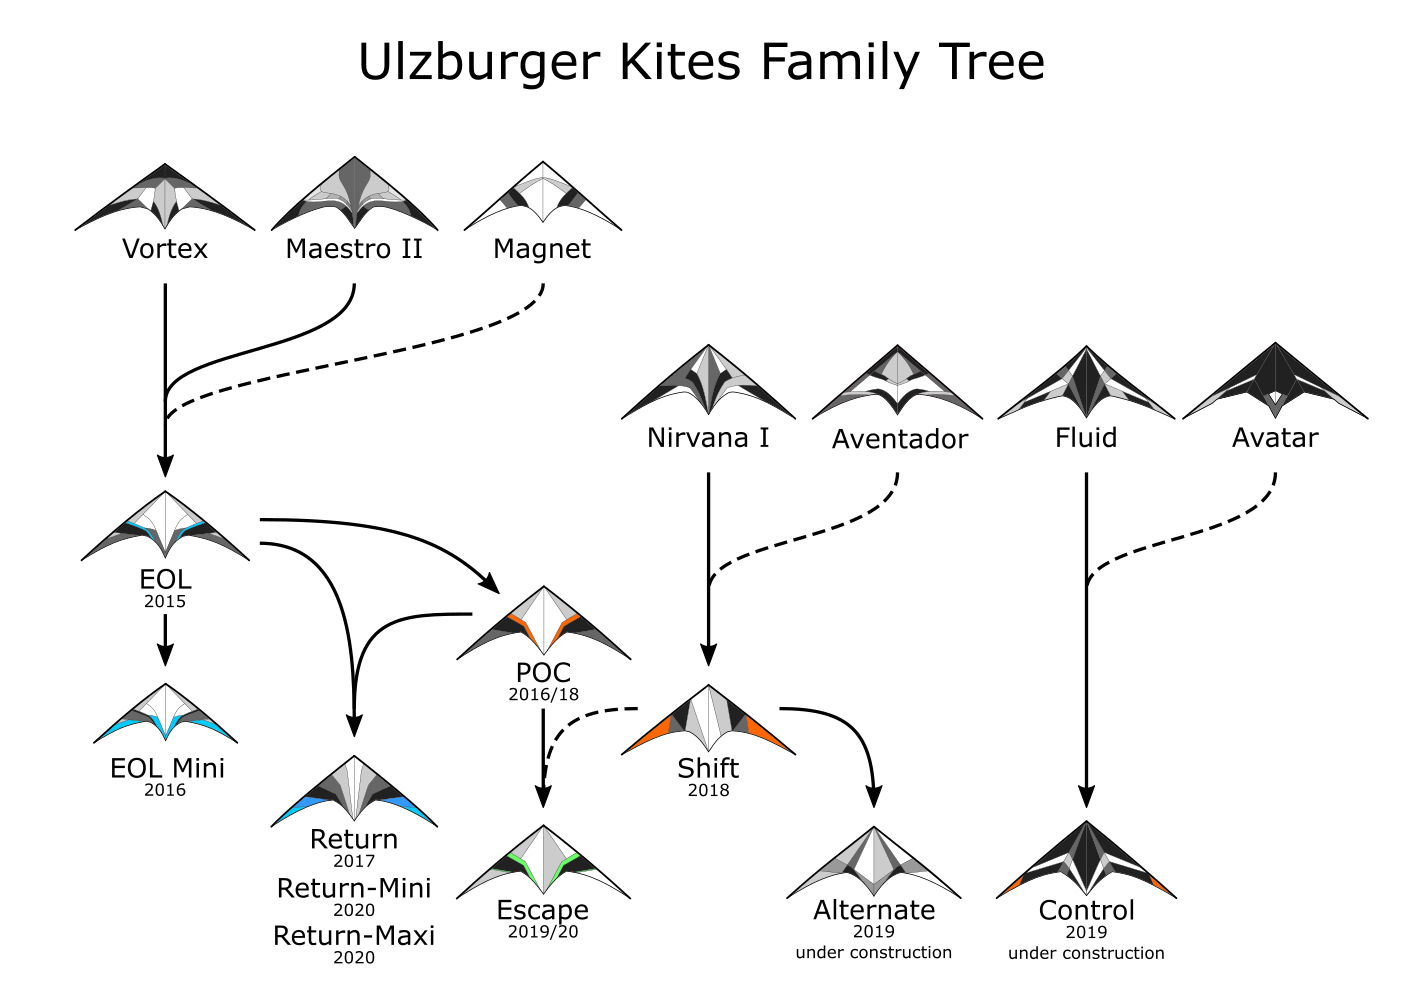 Ulzburger Kites Family Tree
Vortex
Maestro II
Magnet
Nirvana I
Aventador
Fluid
Avatar
EOL
2015
POC
2016/18
EOL Mini
2016
Shift
2018
Return
2017
Return-Mini
2020
Return-Maxi
2020
Escape
2019/20
Alternate
2019
under construction
Control
2019
under construction